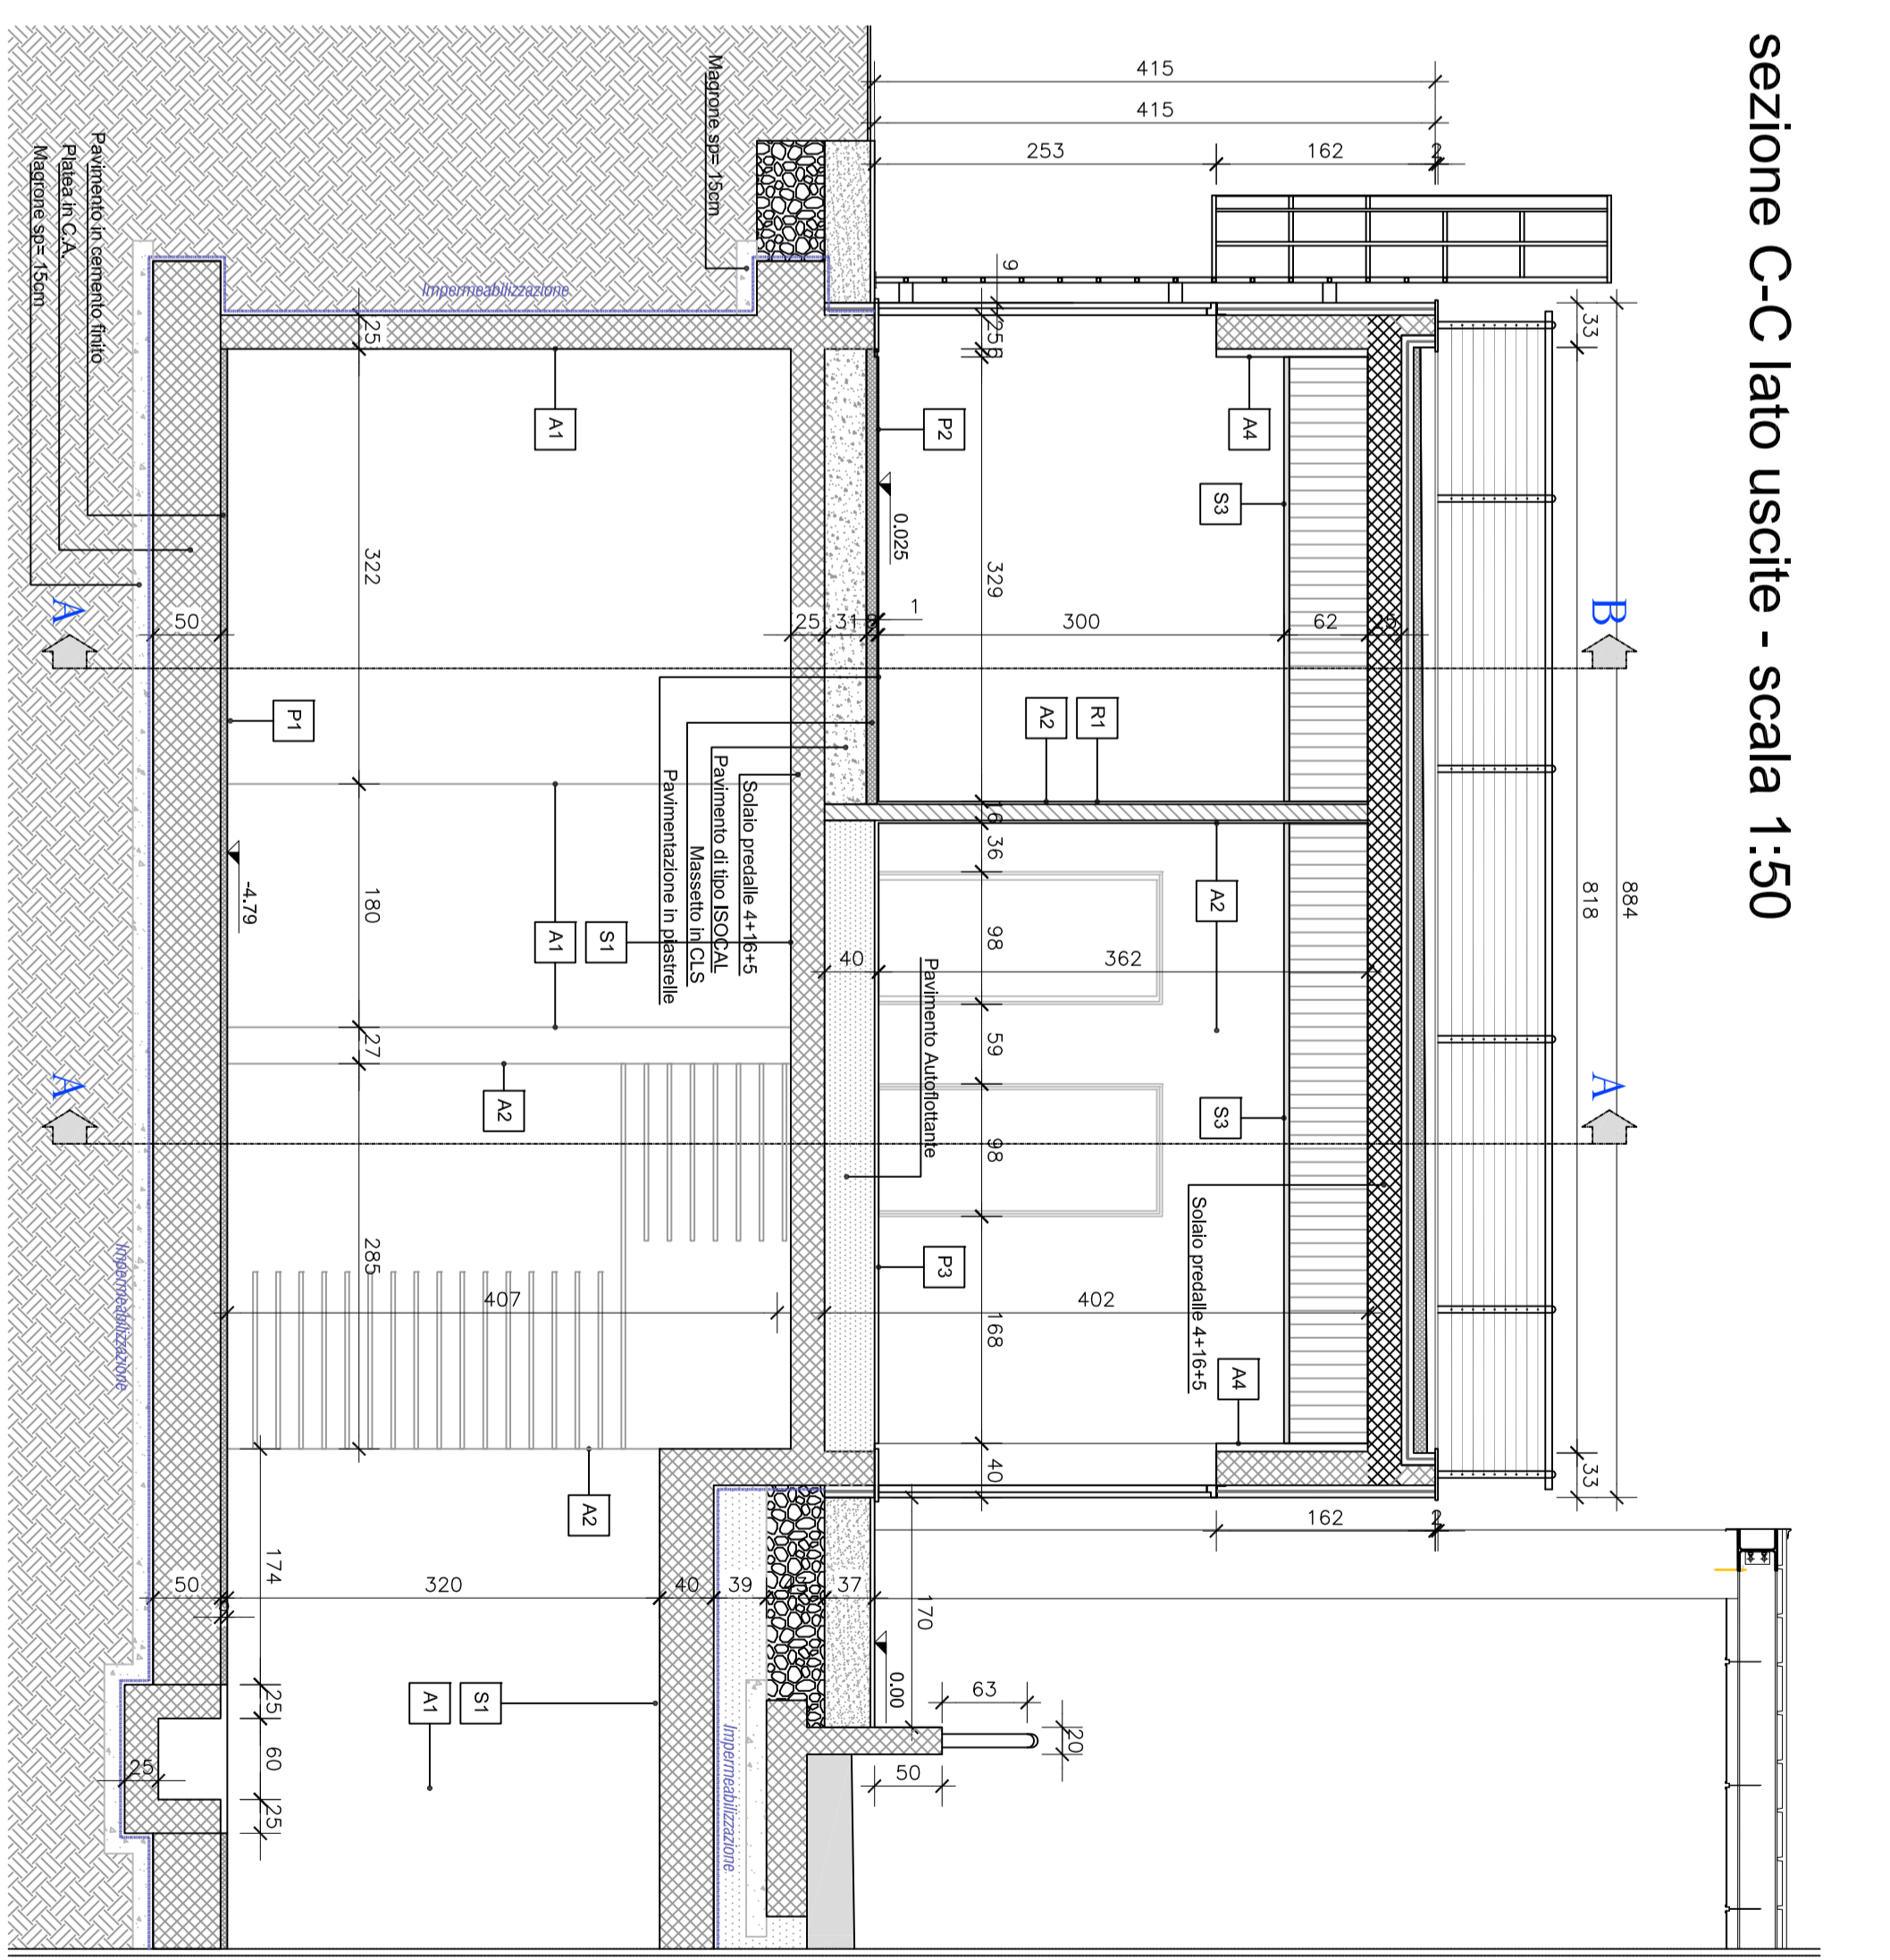 sezione C-C lato uscite - scala 1:50
884
33
818
33
B
A
415
415
253
162
2
162
2
9
A4
S3
62
S3
Solaio predalle 4+16+5
A4
P2
0.025
1
300
R1
A2
A2
362
402
P3
Pavimento Autoflottante
25
329
16
36
98
59
98
168
40
25
31
40
Magrone sp= 15cm
Impermeabilizzazione
Solaio predalle 4+16+5
Pavimento di tipo ISOCAL
Massetto in CLS
Pavimentazione in piastrelle
S1
A1
A1
A2
A2
25
322
180
27
285
407
P1
-4.79
50
Pavimento in cemento finito
Platea in C.A.
Magrone sp= 15cm
A
A
Impermeabilizzazione
50
320
40
39
37
170
0.00
63
20
50
174
25
60
25
25
S1
A1
Impermeabilizzazione